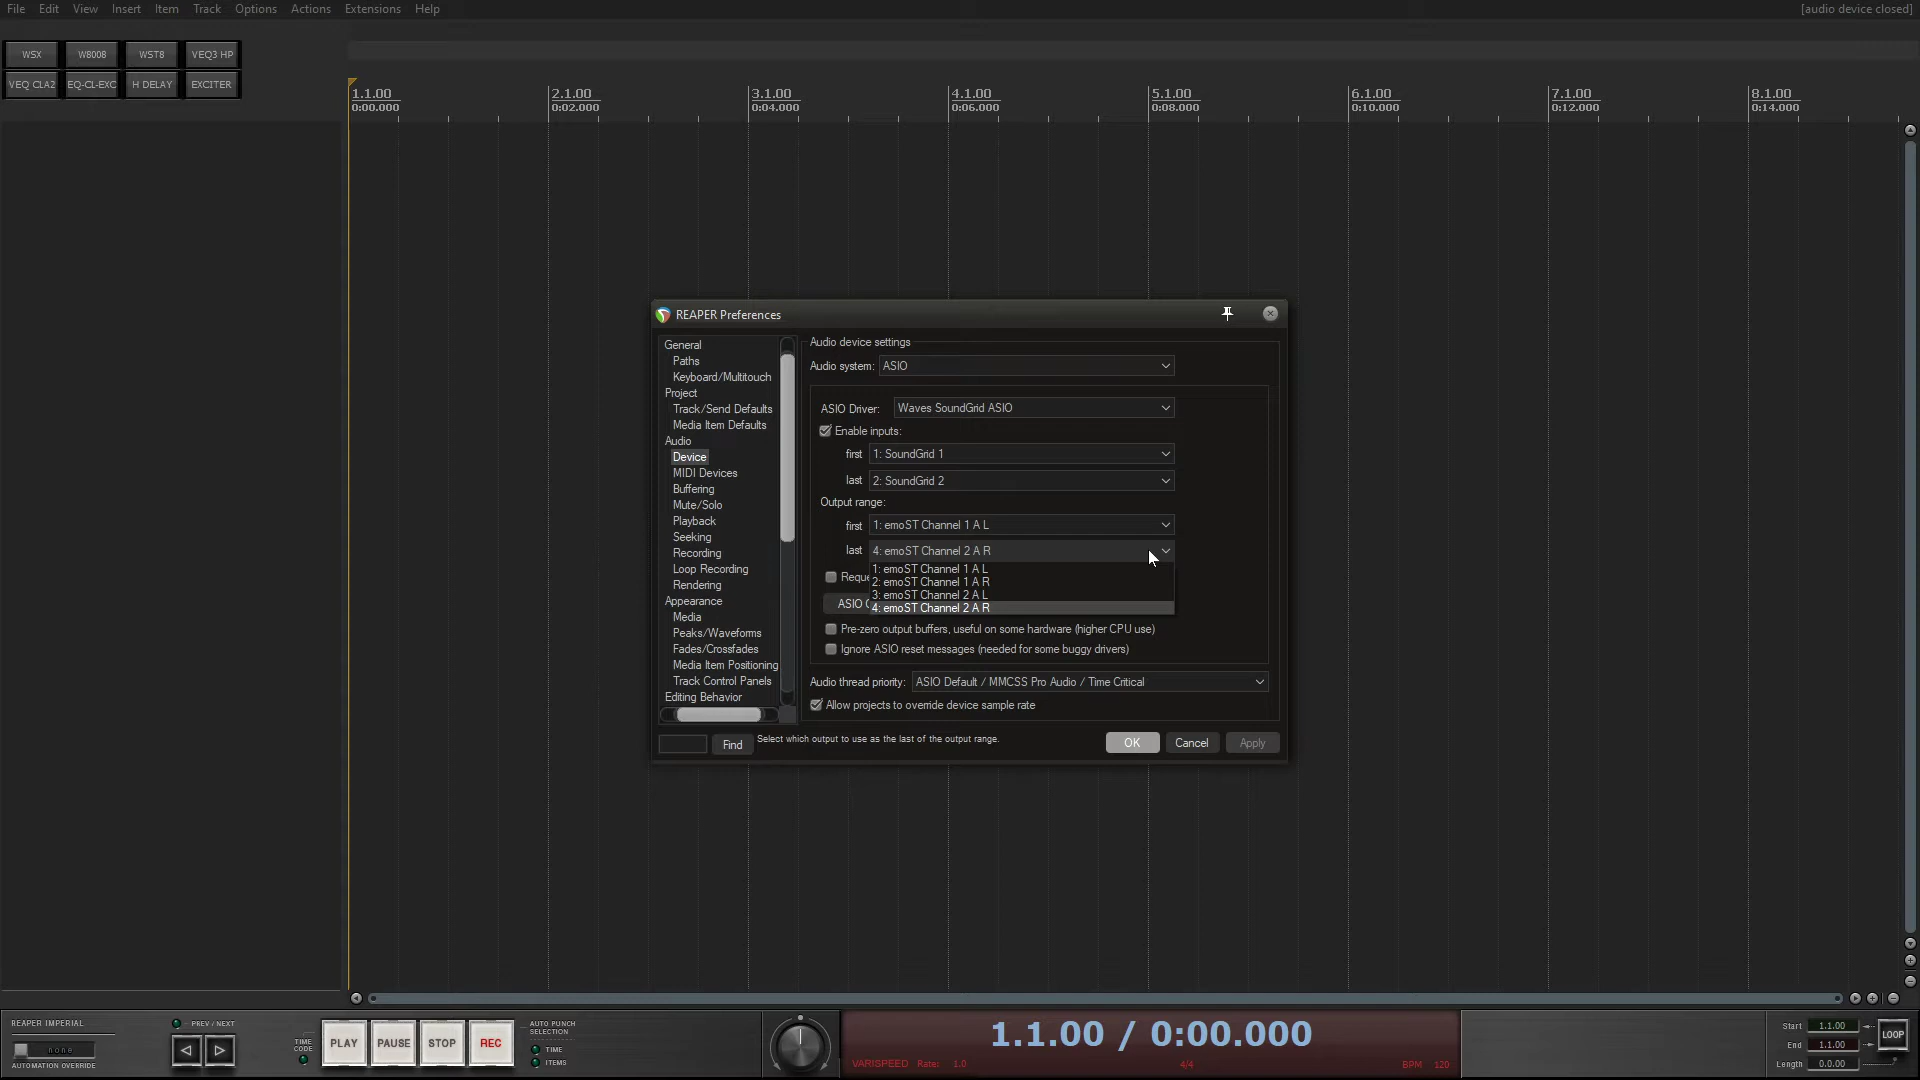 File Edit View Insert Item Track Options Actions Extensions Help [audio device closed]
WSX W8008 WST8 VEQ3 HP
VEQ CLA2 EQ-CL-EXC H DELAY EXCITER
1.1.00 2.1.00 3.1.00 4.1.00 5.1.00 6.1.00 7.1.00 8.1.00
0:00.000 0:02.000 0:04.000 0:06.000 0:08.000 0:10.000 0:12.000 0:14.000
REAPER Preferences
General
Paths
Keyboard/Multitouch
Project
Track/Send Defaults
Media Item Defaults
Audio
Device
MIDI Devices
Buffering
Mute/Solo
Playback
Seeking
Recording
Loop Recording
Rendering
Appearance
Media
Peaks/Waveforms
Fades/Crossfades
Media Item Positioning
Track Control Panels
Editing Behavior
Audio device settings
Audio system: ASIO
ASIO Driver: Waves SoundGrid ASIO
Enable inputs:
first 1: SoundGrid 1
last 2: SoundGrid 2
Output range:
first 1: emoST Channel 1 A L
last 4: emoST Channel 2 A R
1: emoST Channel 1 A L
Reque 2: emoST Channel 1 A R
3: emoST Channel 2 A L
ASIO C 4: emoST Channel 2 A R
Pre-zero output buffers, useful on some hardware (higher CPU use)
Ignore ASIO reset messages (needed for some buggy drivers)
Audio thread priority: ASIO Default / MMCSS Pro Audio / Time Critical
Allow projects to override device sample rate
Find Select which output to use as the last of the output range. OK Cancel Apply
REAPER IMPERIAL
none
AUTOMATION OVERRIDE
PREV / NEXT
TIME
CODE
PLAY PAUSE STOP REC
AUTO PUNCH
SELECTION
TIME
ITEMS
1.1.00 / 0:00.000
VARISPEED Rate: 1.0 4/4 BPM 120
Start 1.1.00
End 1.1.00
Length 0.0.00
LOOP